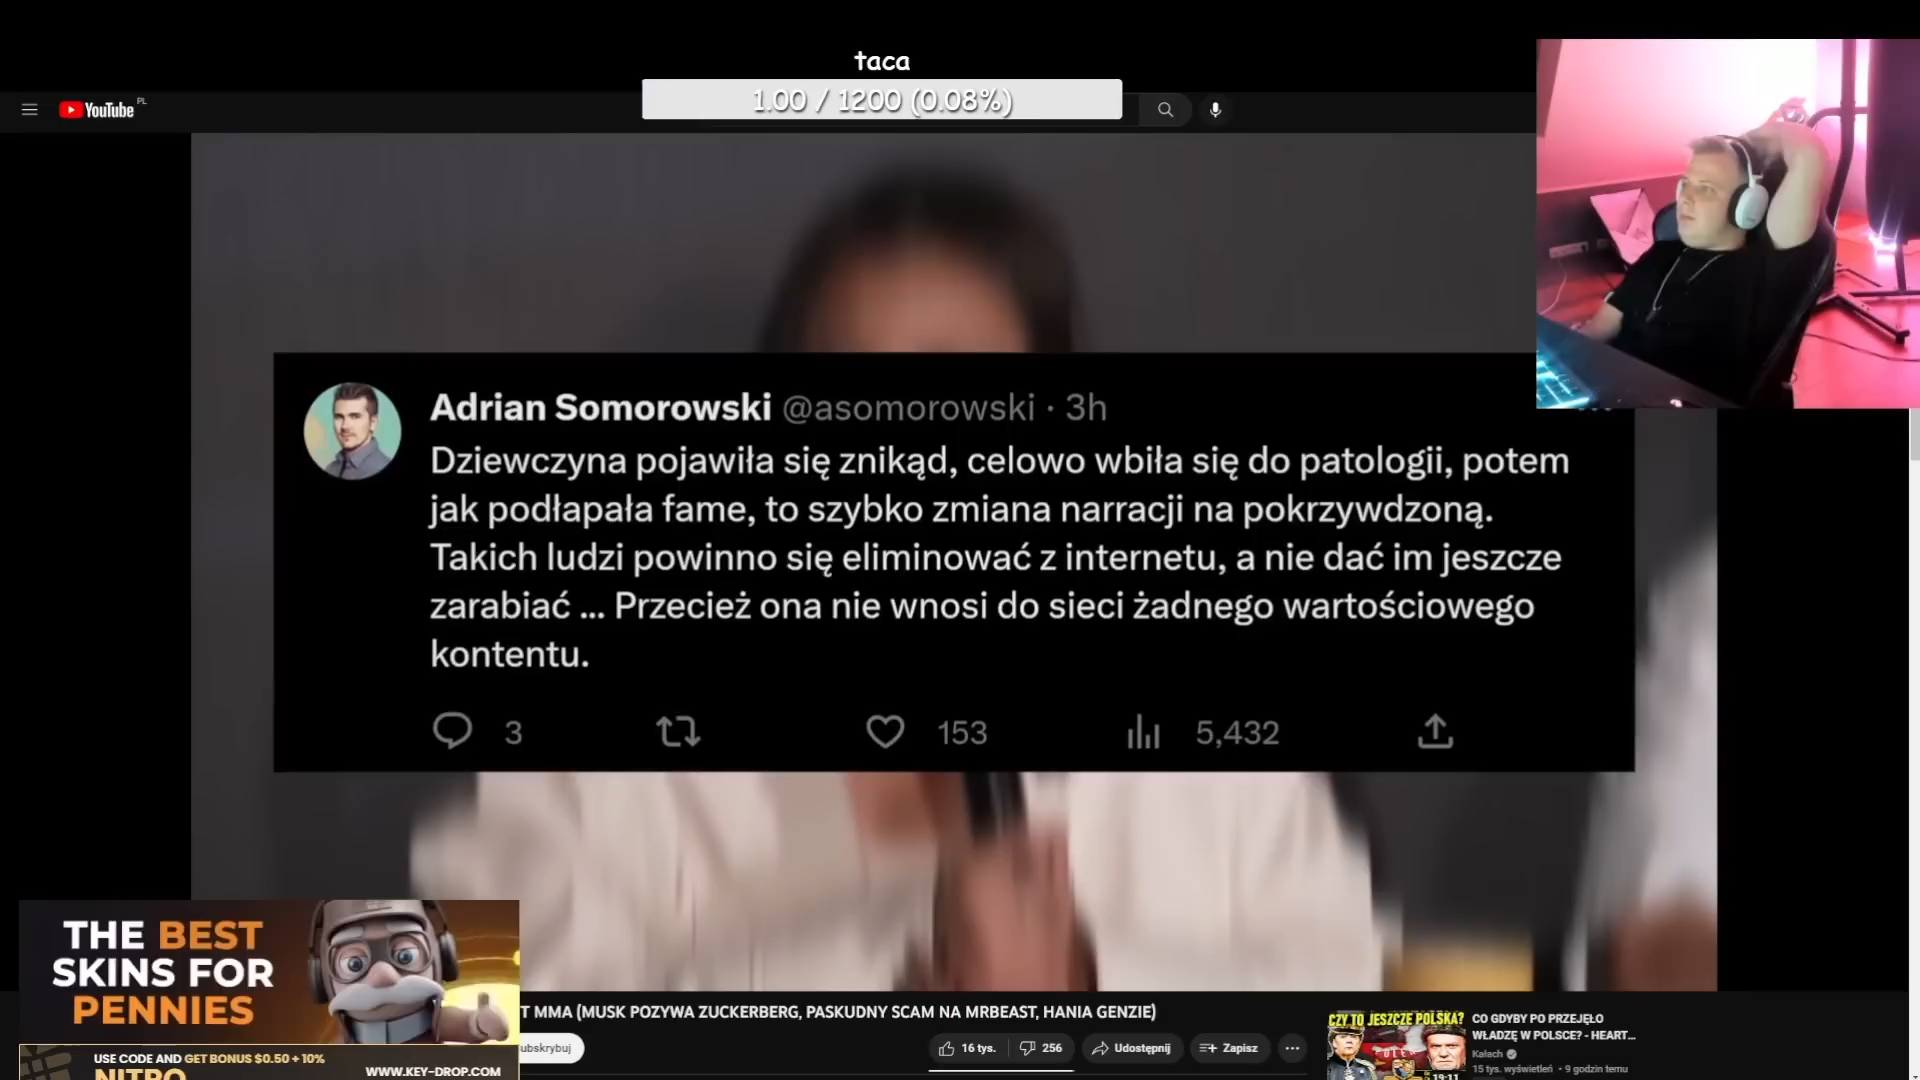 taca
1.00 / 1200 (0.08%)
YouTube PL
Adrian Somorowski @asomorowski · 3h
Dziewczyna pojawiła się znikąd, celowo wbiła się do patologii, potem
jak podłapała fame, to szybko zmiana narracji na pokrzywdzoną.
Takich ludzi powinno się eliminować z internetu, a nie dać im jeszcze
zarabiać ... Przecież ona nie wnosi do sieci żadnego wartościowego
kontentu.
3 153 5,432
THE BEST
SKINS FOR
PENNIES
USE CODE AND GET BONUS $0.50 + 10%
NITRO
WWW.KEY-DROP.COM
T MMA (MUSK POZYWA ZUCKERBERG, PASKUDNY SCAM NA MRBEAST, HANIA GENZIE)
ubskrybuj
16 tys. 256 Udostępnij Zapisz
CZY TO JESZCZE POLSKA?
19:11
CO GDYBY PO PRZEJĘŁO
WŁADZĘ W POLSCE? - HEART...
Kalach
15 tys. wyświetleń • 9 godzin temu